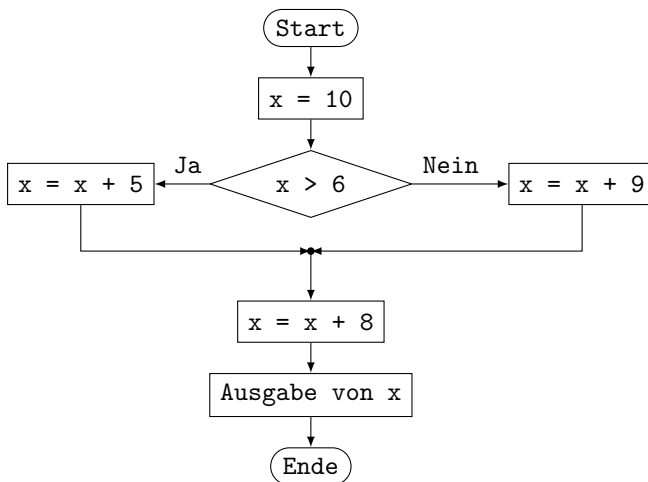 Start
x = 10
Ja
Nein
x = x + 5
x > 6
x = x + 9
x = x + 8
Ausgabe von x
Ende